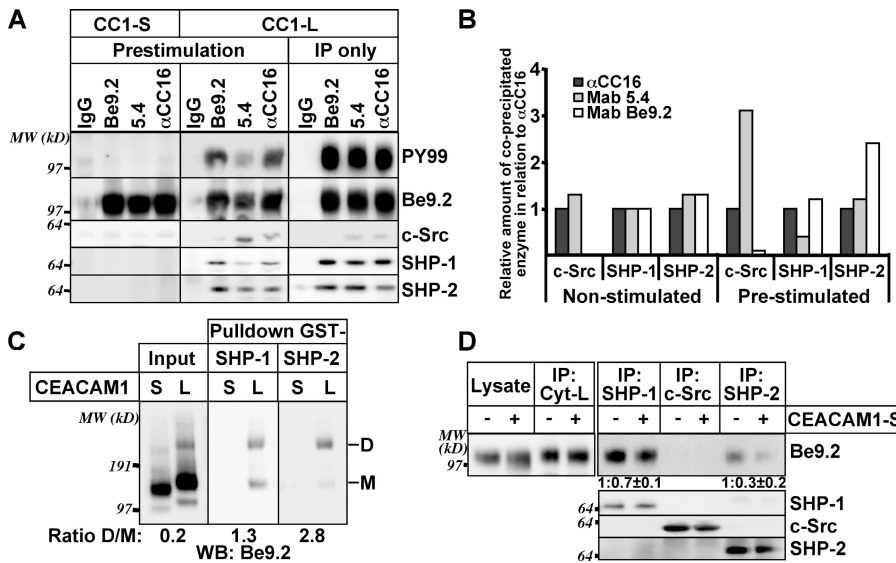 A
CC1-S CC1-L
Prestimulation IP only
IgG Be9.2 5.4 αCC16 IgG Be9.2 5.4 αCC16 IgG Be9.2 5.4 αCC16
MW (kD)
97 PY99
97 Be9.2
64 c-Src
64 SHP-1
64 SHP-2
B
Relative amount of co-precipitated
enzyme in relation to αCC16
4
3
2
1
αCC16
Mab 5.4
Mab Be9.2
c-Src SHP-1 SHP-2 c-Src SHP-1 SHP-2
Non-stimulated Pre-stimulated
C
Pulldown GST-
Input SHP-1 SHP-2
CEACAM1 S L S L S L
MW (kD)
D
191
M
97
Ratio D/M: 0.2 1.3 2.8
WB: Be9.2
D
Lysate IP: Cyt-L IP: SHP-1 IP: c-Src IP: SHP-2
- + - + - + - + - + CEACAM1-S
MW
(kD)
97 Be9.2
1:0.7±0.1 1:0.3±0.2
64 SHP-1
64 c-Src
64 SHP-2